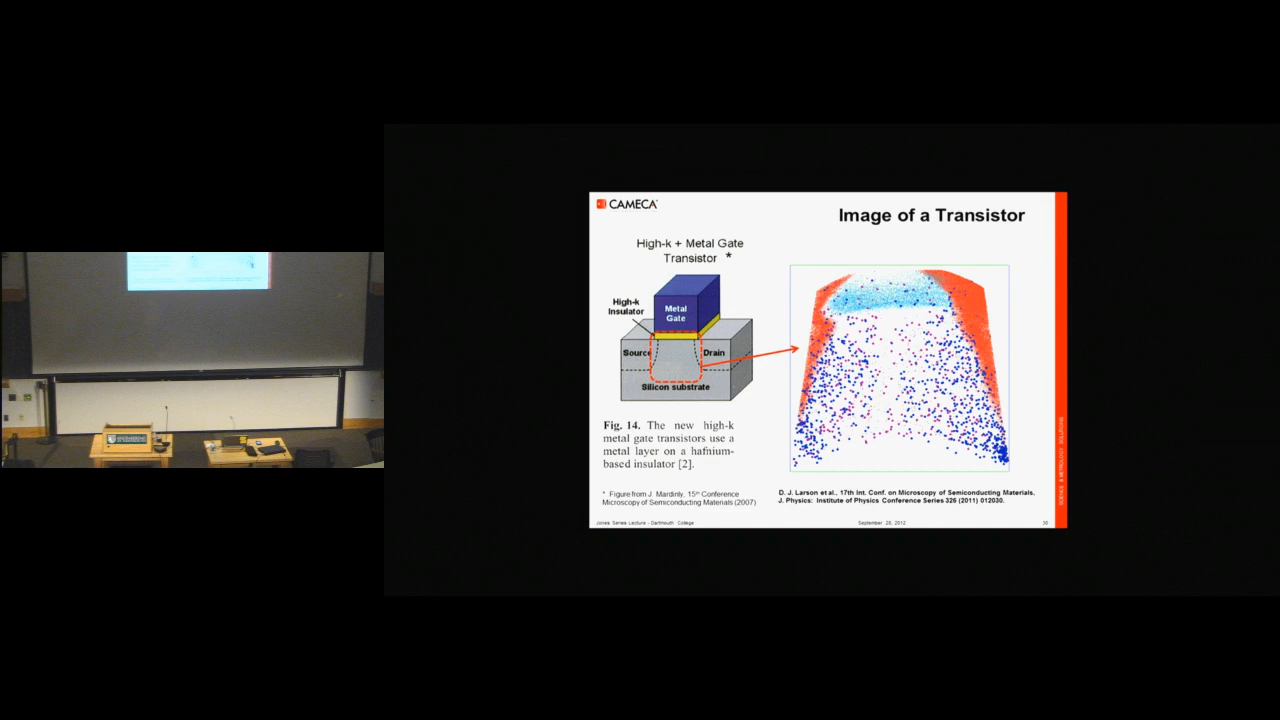 CAMECA
Image of a Transistor
High-k + Metal Gate
Transistor *
High-k
Insulator
Metal
Gate
Source
Drain
Silicon substrate
Fig. 14. The new high-k
metal gate transistors use a
metal layer on a hafnium-
based insulator [2].
* Figure from J. Mardinly, 15th Conference
Microscopy of Semiconducting Materials (2007)
D. J. Larson et al., 17th Int. Conf. on Microscopy of Semiconducting Materials,
J. Physics: Institute of Physics Conference Series 326 (2011) 012030.
SCIENCE & METROLOGY SOLUTIONS
Jones Series Lecture - Dartmouth College
September 28, 2012